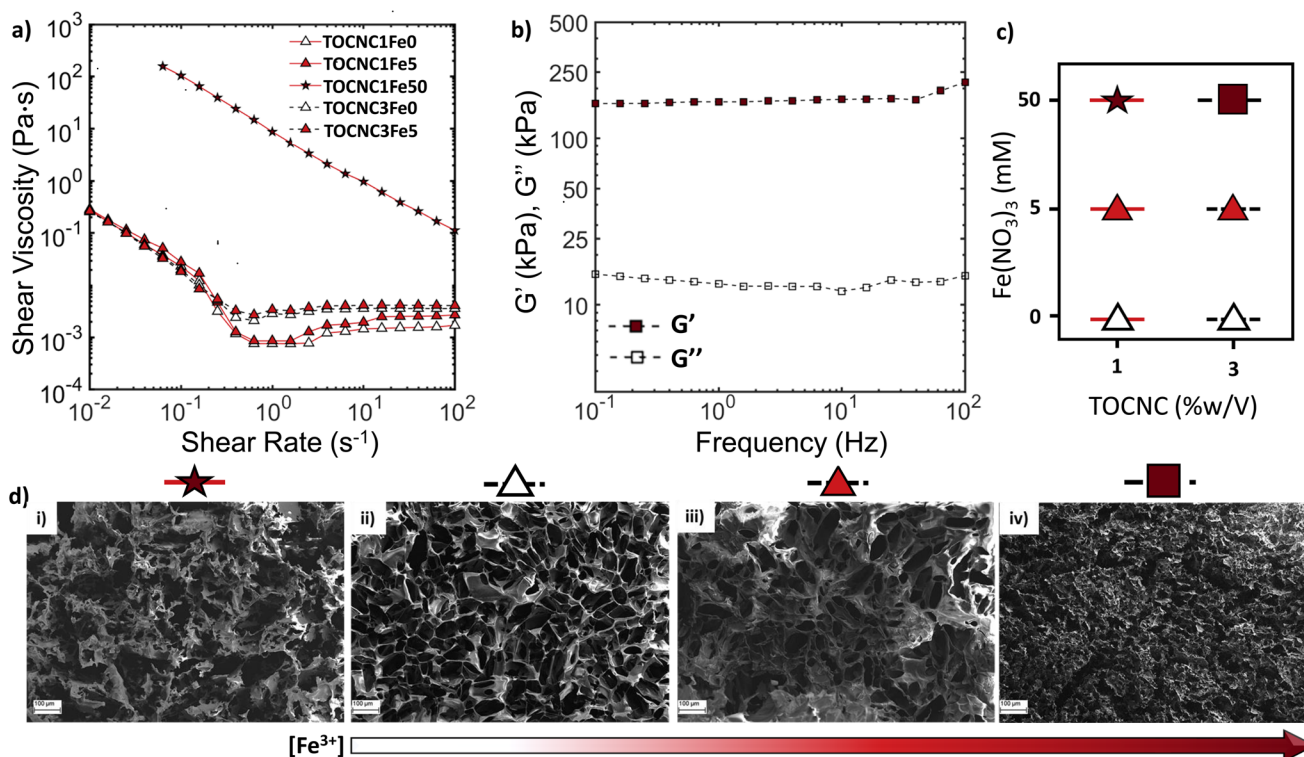 a)
10³
10²
10¹
10⁰
10⁻¹
10⁻²
10⁻³
10⁻⁴
Shear Viscosity (Pa·s)
TOCNC1Fe0
TOCNC1Fe5
TOCNC1Fe50
TOCNC3Fe0
TOCNC3Fe5
10⁻² 10⁻¹ 10⁰ 10¹ 10²
Shear Rate (s⁻¹)
b)
500
250
100
50
25
10
G' (kPa), G'' (kPa)
G'
G''
10⁻¹ 10⁰ 10¹ 10²
Frequency (Hz)
c)
Fe(NO₃)₃ (mM)
50
5
0
1 3
TOCNC (%w/V)
d)
i) ii) iii) iv)
100 µm 100 µm 100 µm 100 µm
[Fe³⁺]